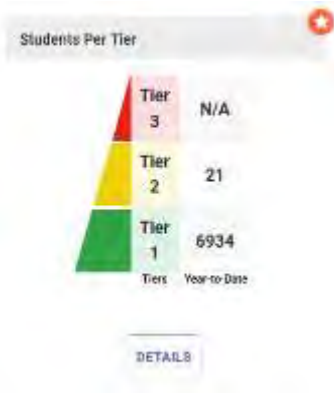 Students Per Tier
Tier
3
N/A
Tier
2
21
Tier
1
6934
Tiers
Year-to-Date
DETAILS